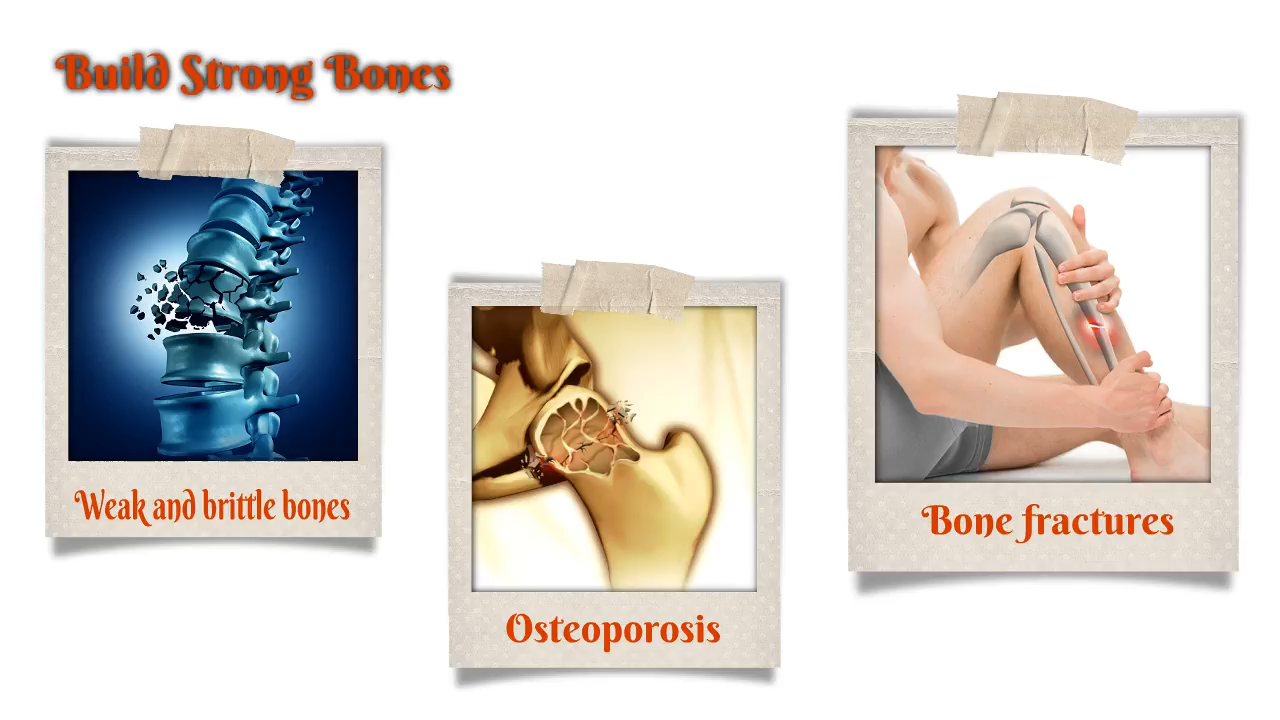 Build Strong Bones
Weak and brittle bones
Osteoporosis
Bone fractures